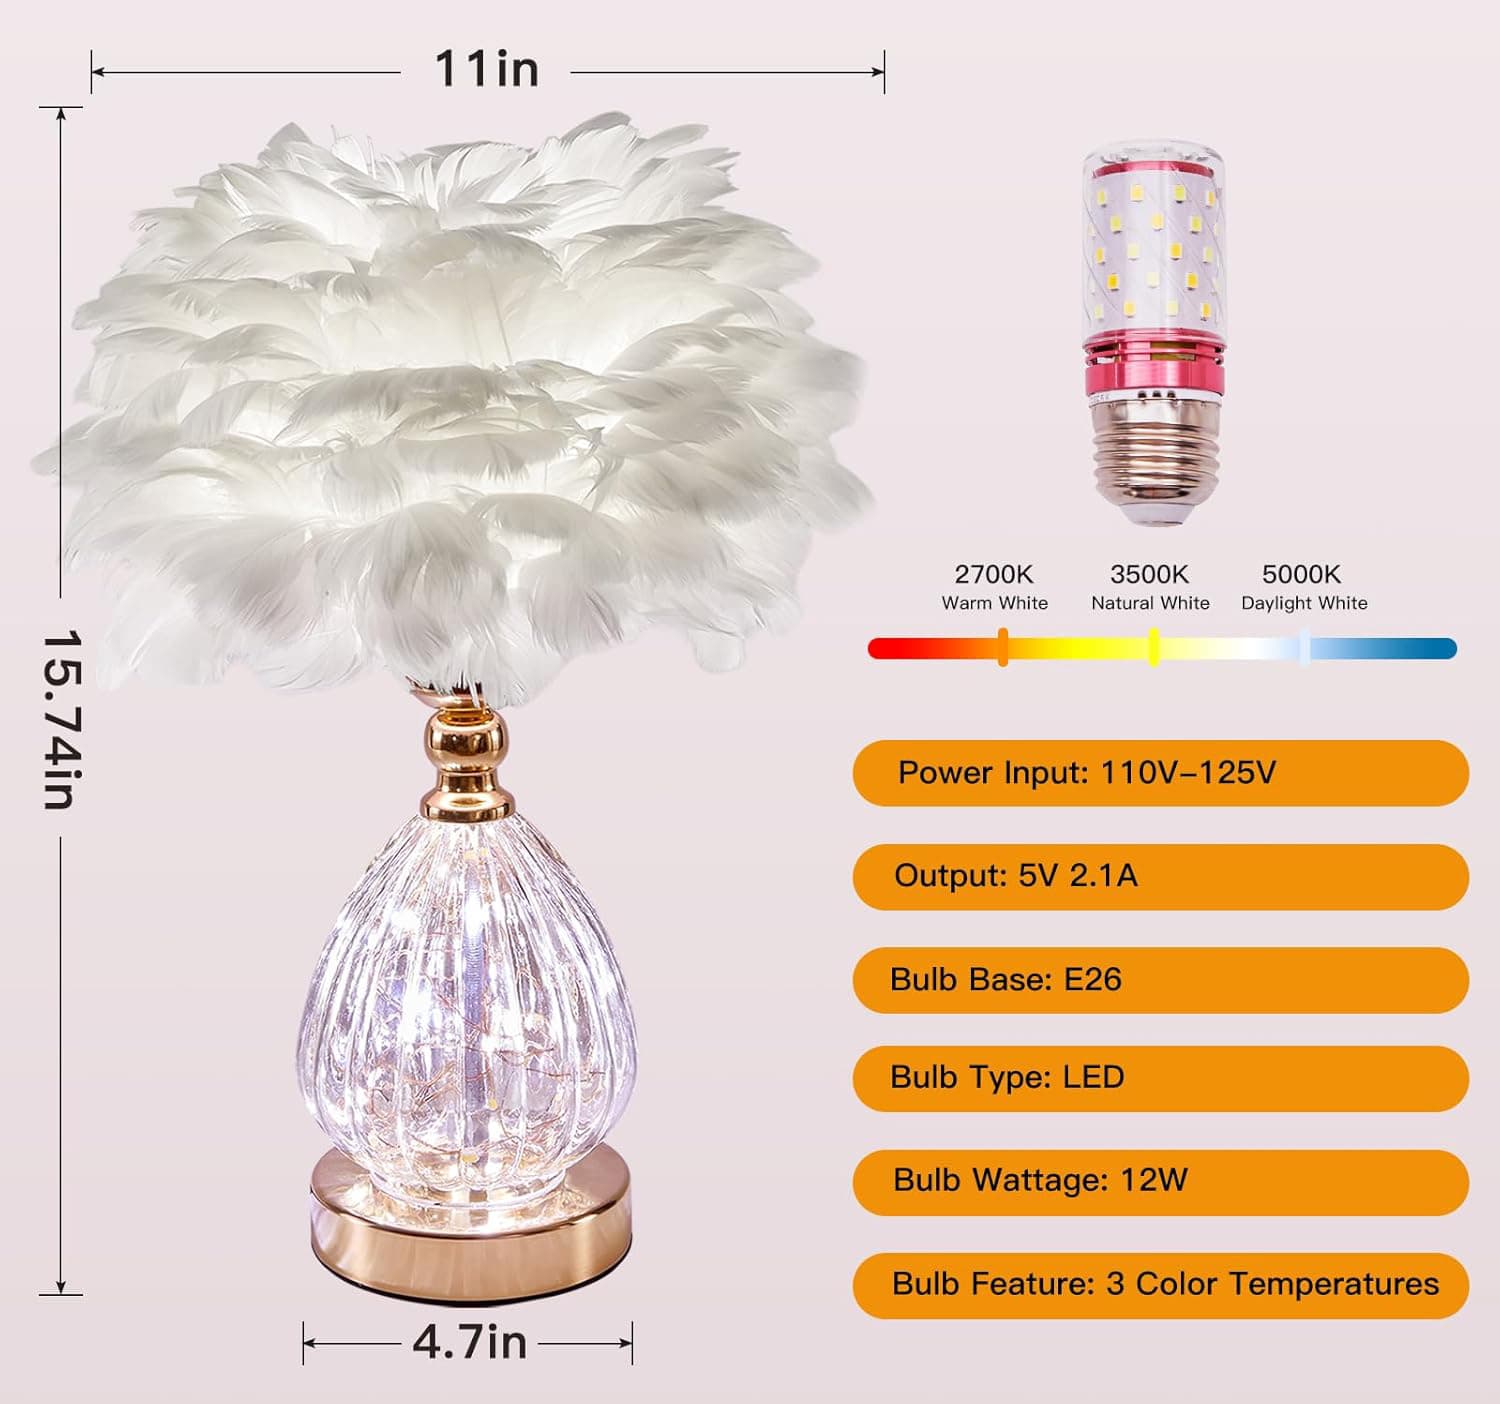 11in
15.74in
4.7in
2700K 3500K 5000K
Warm White Natural White Daylight White
Power Input: 110V–125V
Output: 5V 2.1A
Bulb Base: E26
Bulb Type: LED
Bulb Wattage: 12W
Bulb Feature: 3 Color Temperatures